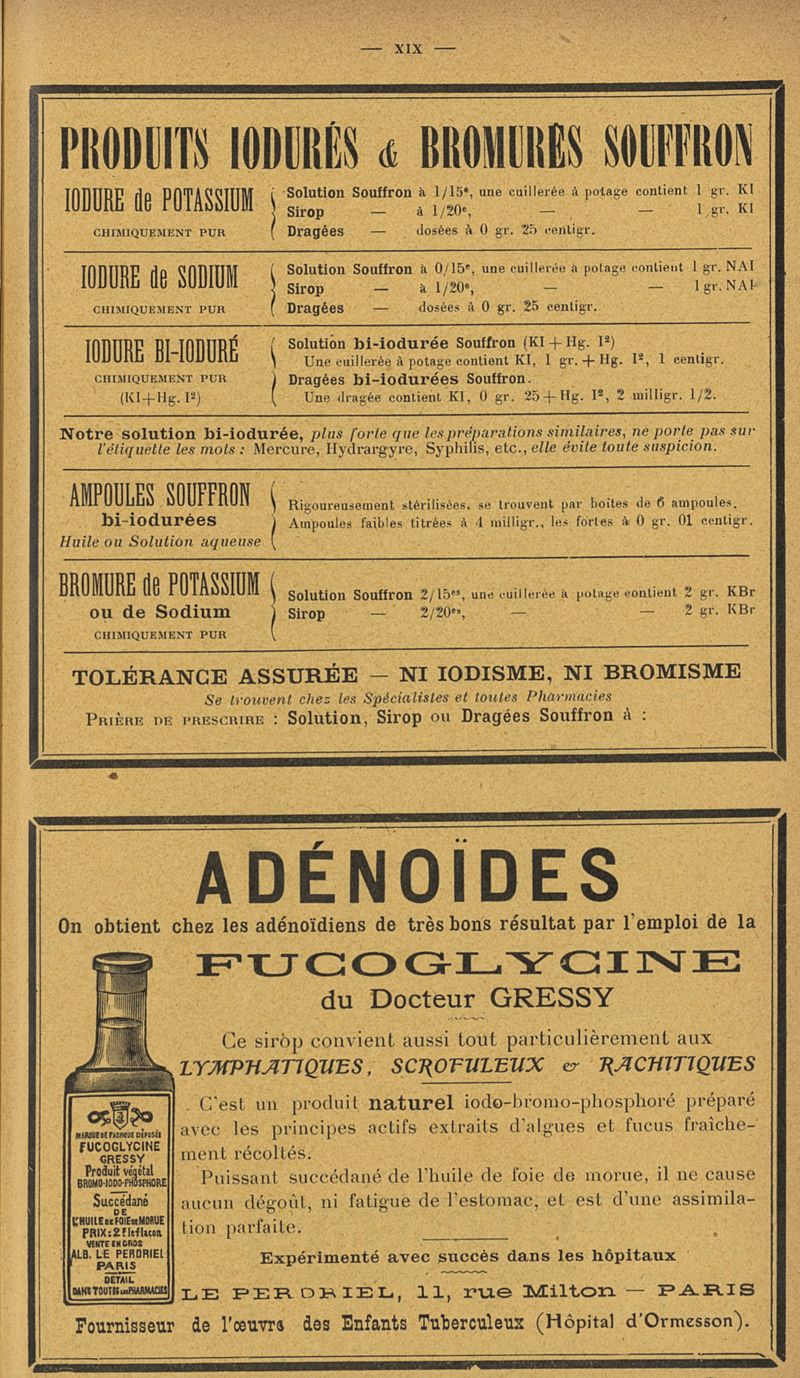 — XIX —
PRODUITS IODURÉS & BROMURÉS SOUFFRON
IODURE de POTASSIUM
CHIMIQUEMENT PUR
Solution Souffron à 1/15e, une cuillerée à potage contient 1 gr. KI
Sirop — à 1/20e, — — 1 gr. KI
Dragées — dosées à 0 gr. 25 centigr.
IODURE de SODIUM
CHIMIQUEMENT PUR
Solution Souffron à 0/15e, une cuillerée à potage contient 1 gr. NAI
Sirop — à 1/20e, — — 1 gr. NAI
Dragées — dosées à 0 gr. 25 centigr.
IODURE BI-IODURÉ
CHIMIQUEMENT PUR
(KI+Hg. I²)
Solution bi-iodurée Souffron (KI + Hg. I²)
Une cuillerée à potage contient KI, 1 gr. + Hg. I², 1 centigr.
Dragées bi-iodurées Souffron.
Une dragée contient KI, 0 gr. 25 + Hg. I², 2 milligr. 1/2.
Notre solution bi-iodurée, plus forte que les préparations similaires, ne porte pas sur
l'étiquette les mots : Mercure, Hydrargyre, Syphilis, etc., elle évite toute suspicion.
AMPOULES SOUFFRON
bi-iodurées
Huile ou Solution aqueuse
Rigoureusement stérilisées, se trouvent par boîtes de 6 ampoules.
Ampoules faibles titrées à 4 milligr., les fortes à 0 gr. 01 centigr.
BROMURE de POTASSIUM
ou de Sodium
CHIMIQUEMENT PUR
Solution Souffron 2/15es, une cuillerée à potage contient 2 gr. KBr
Sirop — 2/20es, — — 2 gr. KBr
TOLÉRANCE ASSURÉE — NI IODISME, NI BROMISME
Se trouvent chez les Spécialistes et toutes Pharmacies
PRIÈRE DE PRESCRIRE : Solution, Sirop ou Dragées Souffron à :
ADÉNOÏDES
On obtient chez les adénoïdiens de très bons résultat par l'emploi de la
FUCOGLYCINE
du Docteur GRESSY
Ce sirop convient aussi tout particulièrement aux
LYMPHATIQUES, SCROFULEUX & RACHITIQUES
C'est un produit naturel iodo-bromo-phosphoré préparé
avec les principes actifs extraits d'algues et fucus fraîche-
ment récoltés.
Puissant succédané de l'huile de foie de morue, il ne cause
aucun dégoût, ni fatigue de l'estomac, et est d'une assimila-
tion parfaite.
Expérimenté avec succès dans les hôpitaux
LE PERDRIEL, 11, rue Milton — PARIS
Fournisseur de l'œuvre des Enfants Tuberculeux (Hôpital d'Ormesson).
MARQUE DE FABRIQUE DÉPOSÉE
FUCOGLYCINE
GRESSY
Produit végétal
BROMO-IODO-PHOSPHORE
Succédané
DE
L'HUILE DE FOIE DE MORUE
PRIX : 2F le flacon
VENTE EN GROS
ALB. LE PERDRIEL
PARIS
DÉTAIL
DANS TOUTES LES PHARMACIES